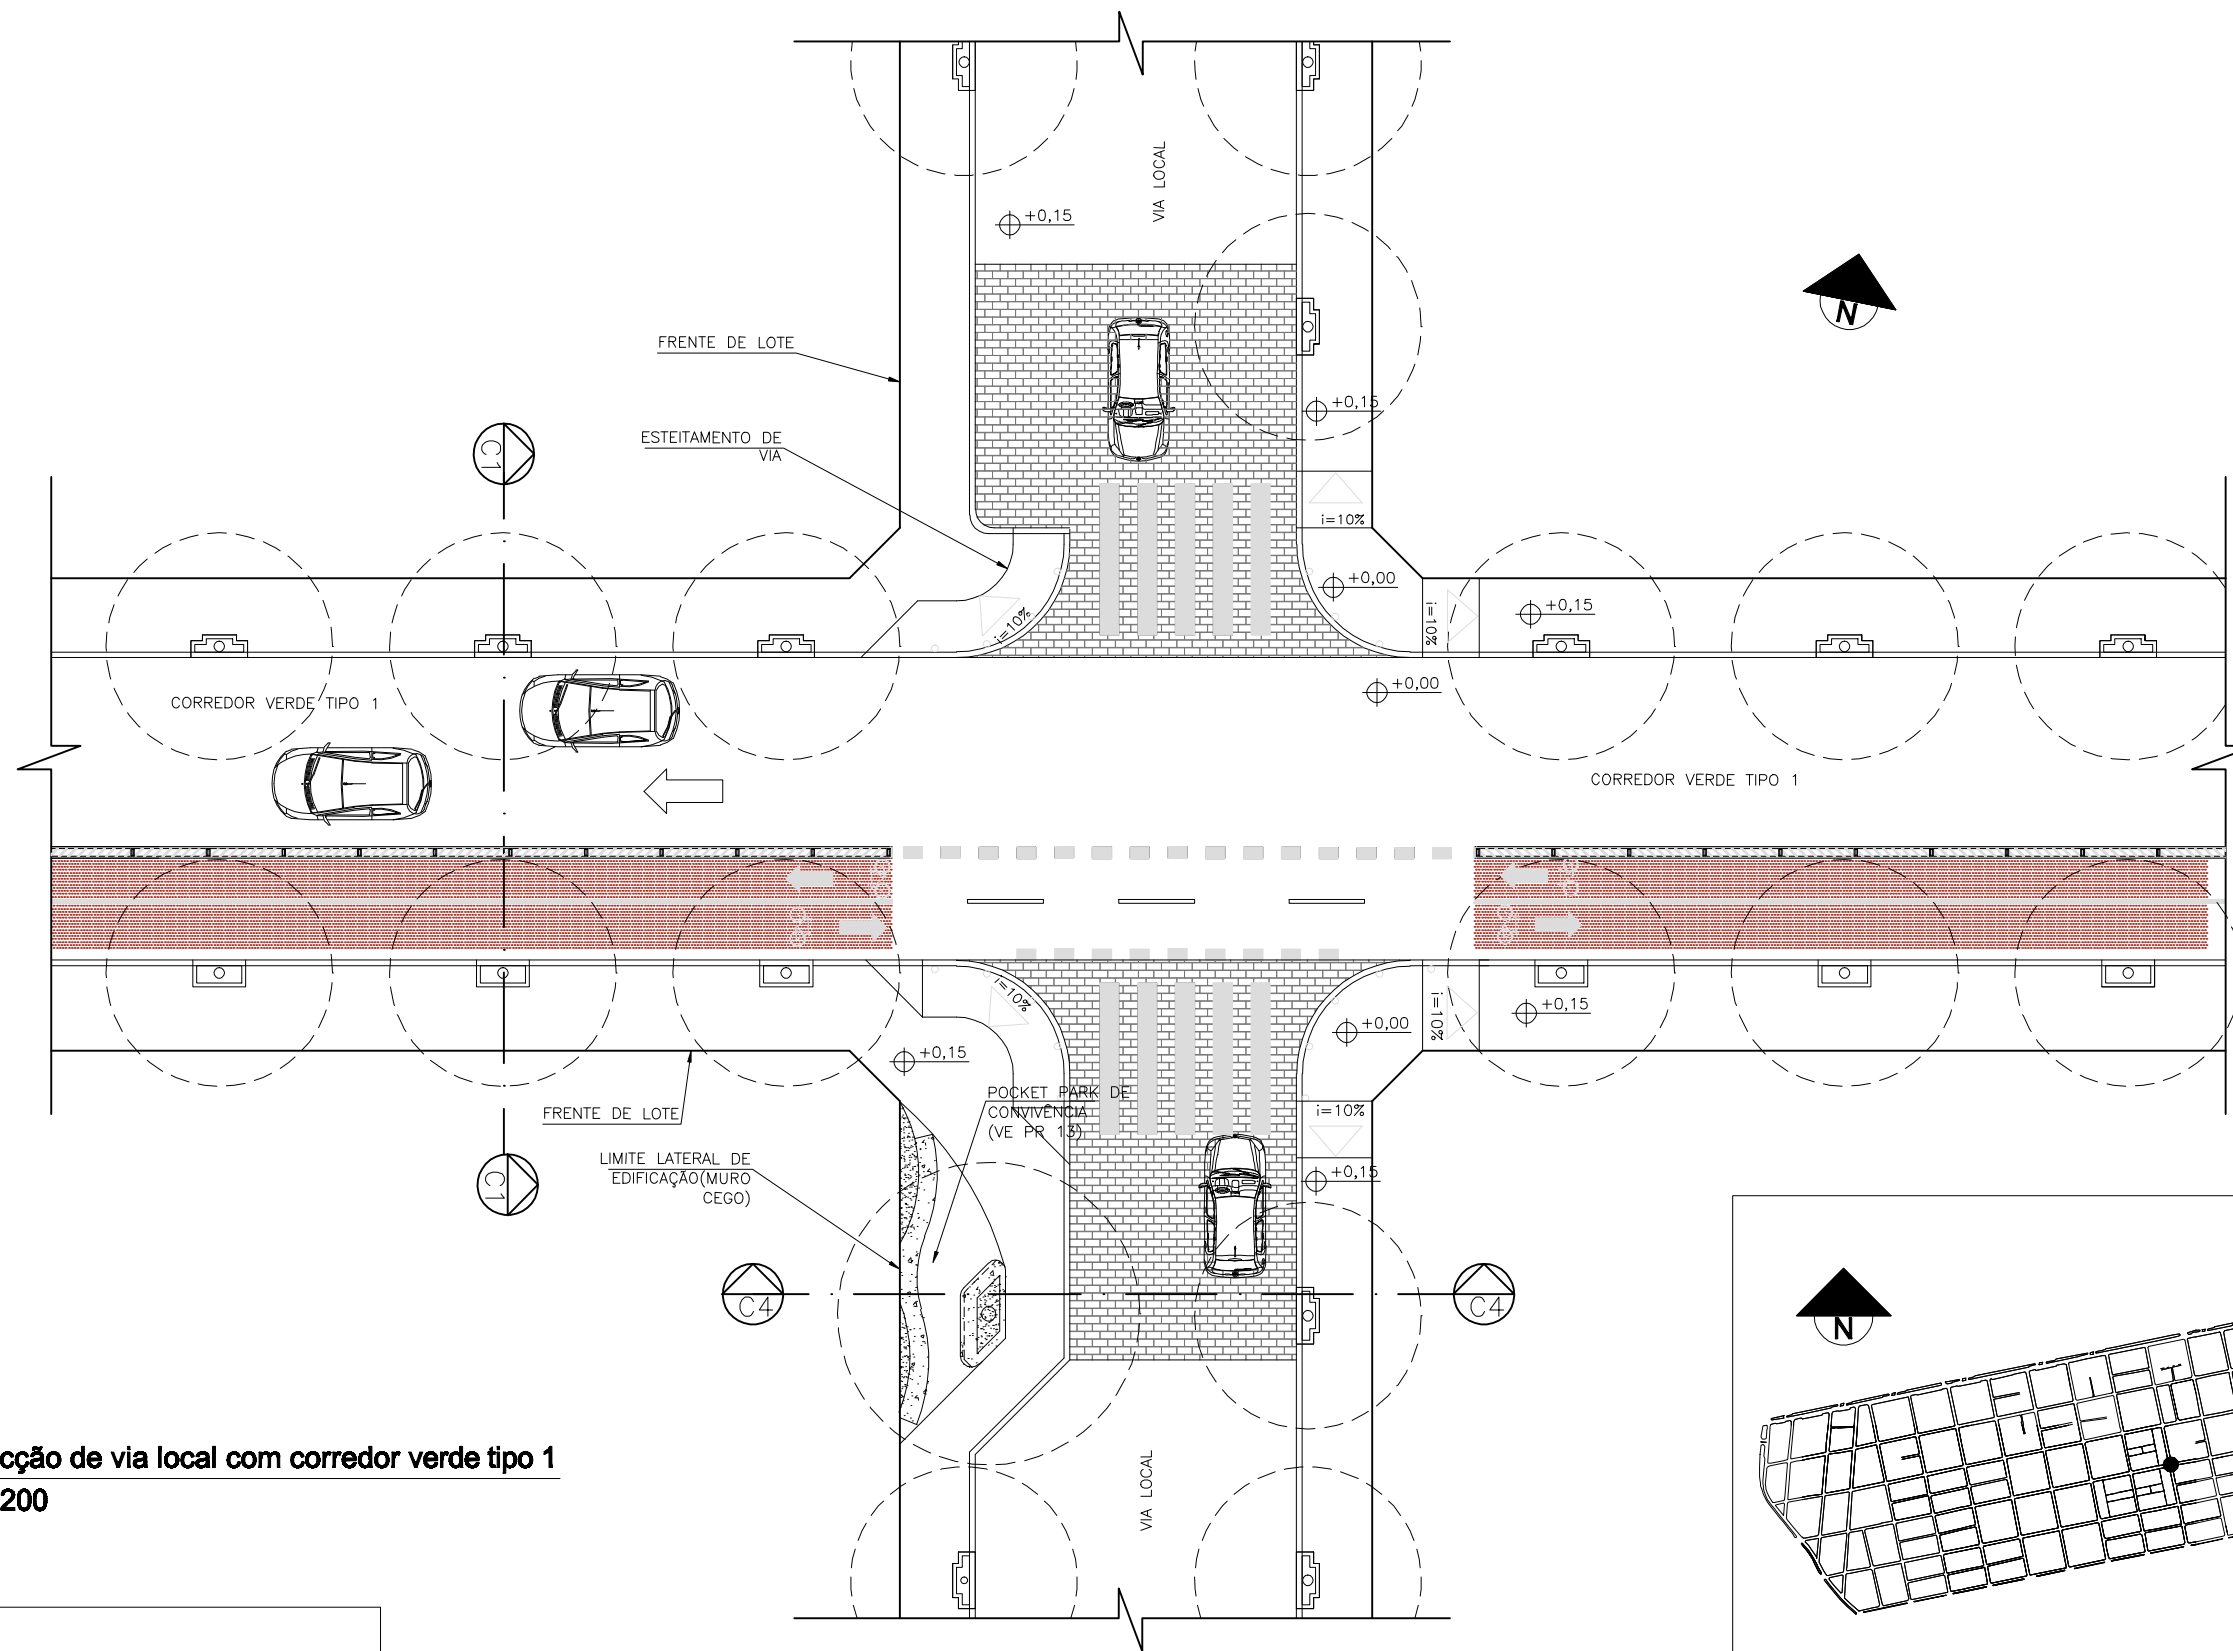 VIA LOCAL
+0,15
N
FRENTE DE LOTE
+0,15
ESTEITAMENTO DE
VIA
C1
i=10%
+0,00
i=10%
+0,15
i=10%
+0,00
CORREDOR VERDE TIPO 1
CORREDOR VERDE TIPO 1
i=10%
+0,15
+0,00
i=10%
+0,15
FRENTE DE LOTE
POCKET PARK DE
CONVIVÊNCIA
(VE PR 13)
i=10%
LIMITE LATERAL DE
EDIFICAÇÃO(MURO
CEGO)
+0,15
C1
C4
C4
N
VIA LOCAL
cção de via local com corredor verde tipo 1
200